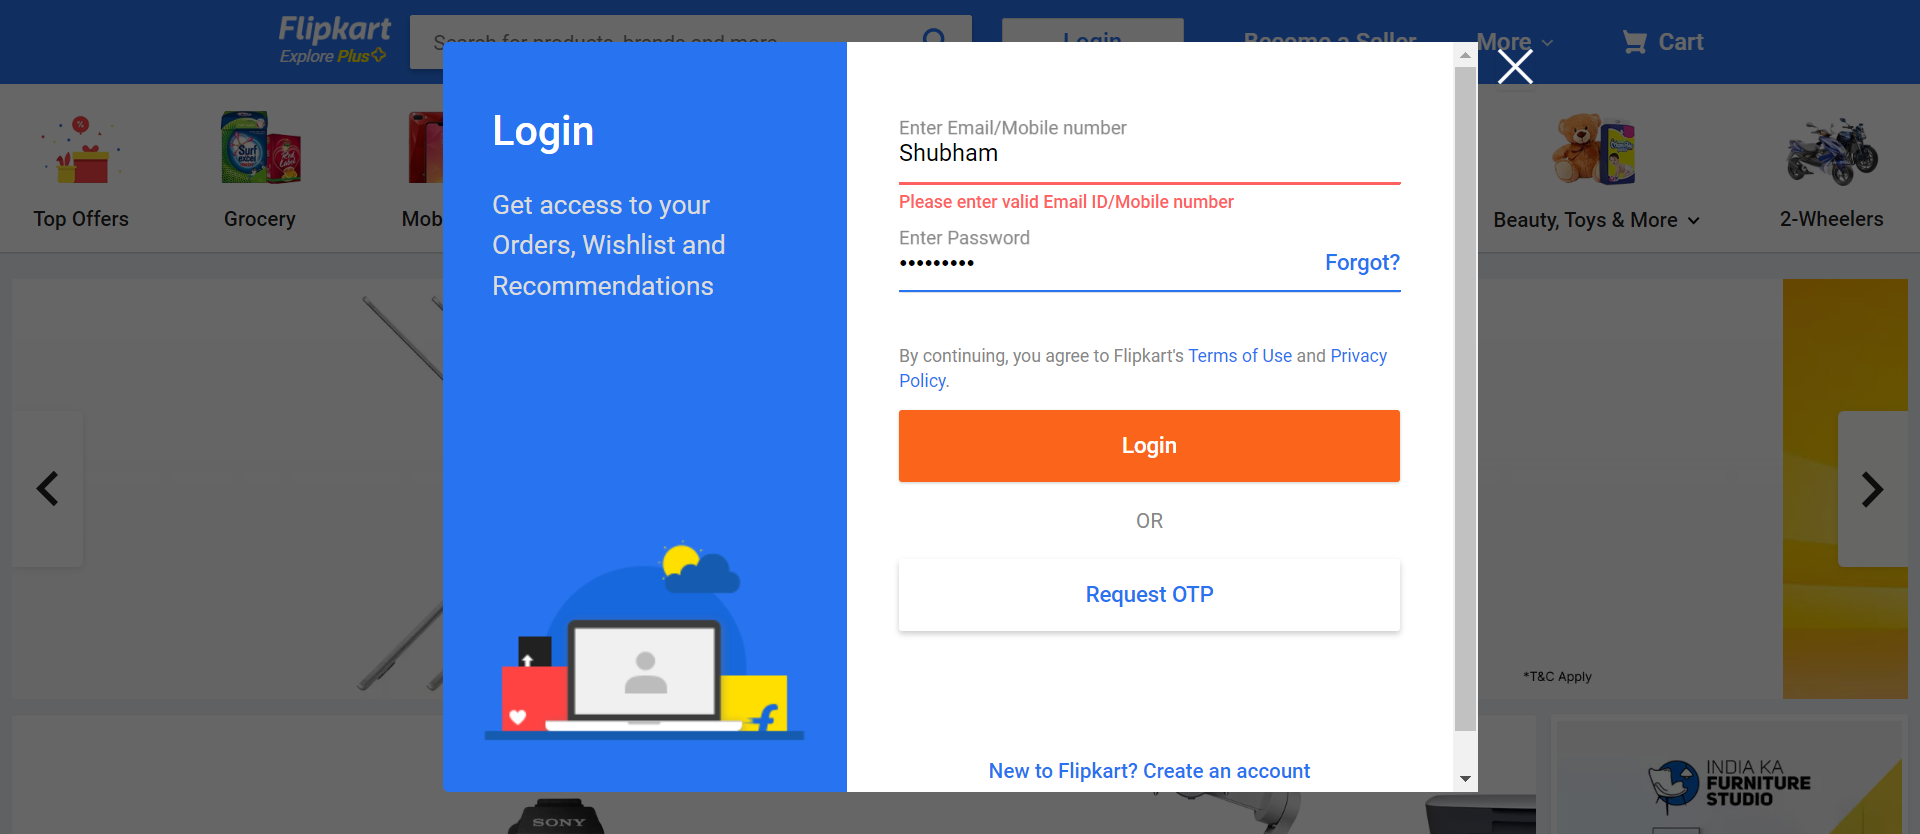 Flipkart
Explore Plus
Search for products, brands and more
Login
Become a Seller
More
Cart
Top Offers
Grocery
Mob
Beauty, Toys & More
2-Wheelers
Login
Get access to your
Orders, Wishlist and
Recommendations
Enter Email/Mobile number
Shubham
Please enter valid Email ID/Mobile number
Enter Password
•••••••••
Forgot?
By continuing, you agree to Flipkart's Terms of Use and Privacy
Policy.
Login
OR
Request OTP
New to Flipkart? Create an account
*T&C Apply
INDIA KA
FURNITURE
STUDIO
SONY
Surf
excel